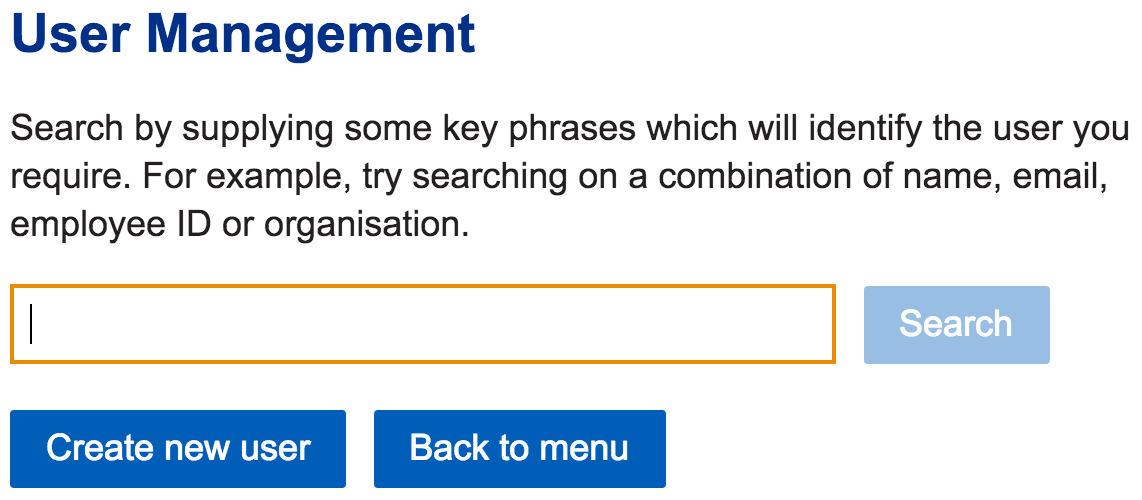 User Management
Search by supplying some key phrases which will identify the user you
require. For example, try searching on a combination of name, email,
employee ID or organisation.
Search
Create new user
Back to menu